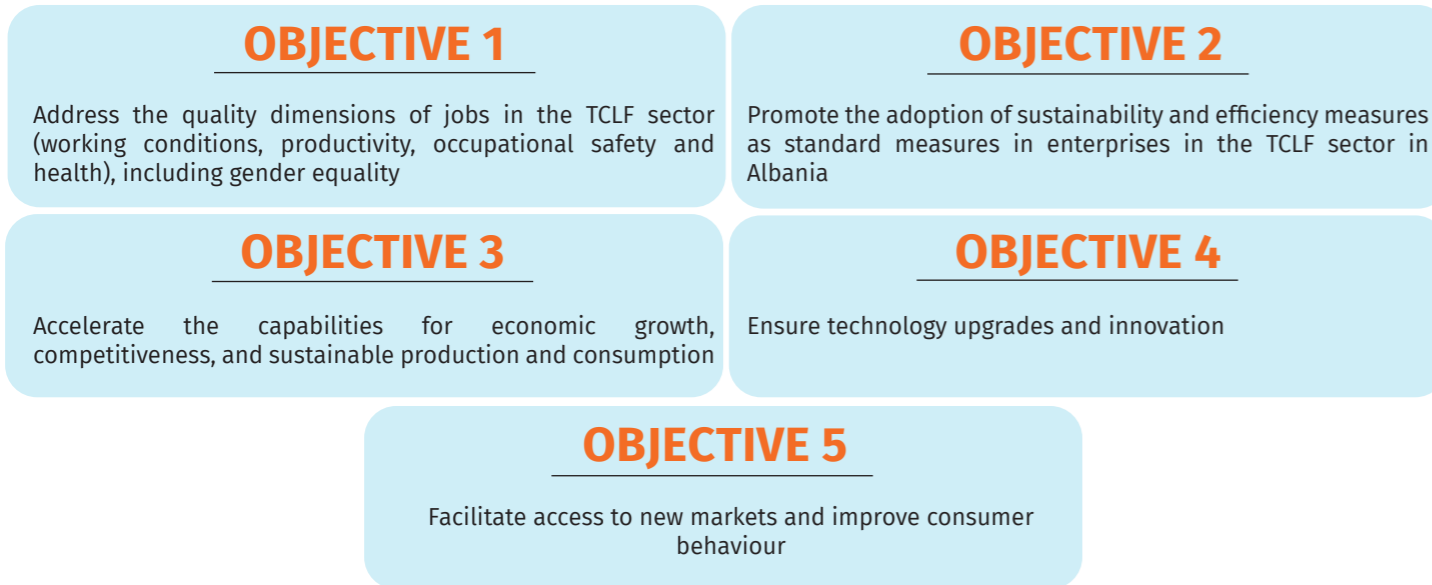 OBJECTIVE 1
Address the quality dimensions of jobs in the TCLF sector
(working conditions, productivity, occupational safety and
health), including gender equality
OBJECTIVE 2
Promote the adoption of sustainability and efficiency measures
as standard measures in enterprises in the TCLF sector in
Albania
OBJECTIVE 3
Accelerate the capabilities for economic growth,
competitiveness, and sustainable production and consumption
OBJECTIVE 4
Ensure technology upgrades and innovation
OBJECTIVE 5
Facilitate access to new markets and improve consumer
behaviour